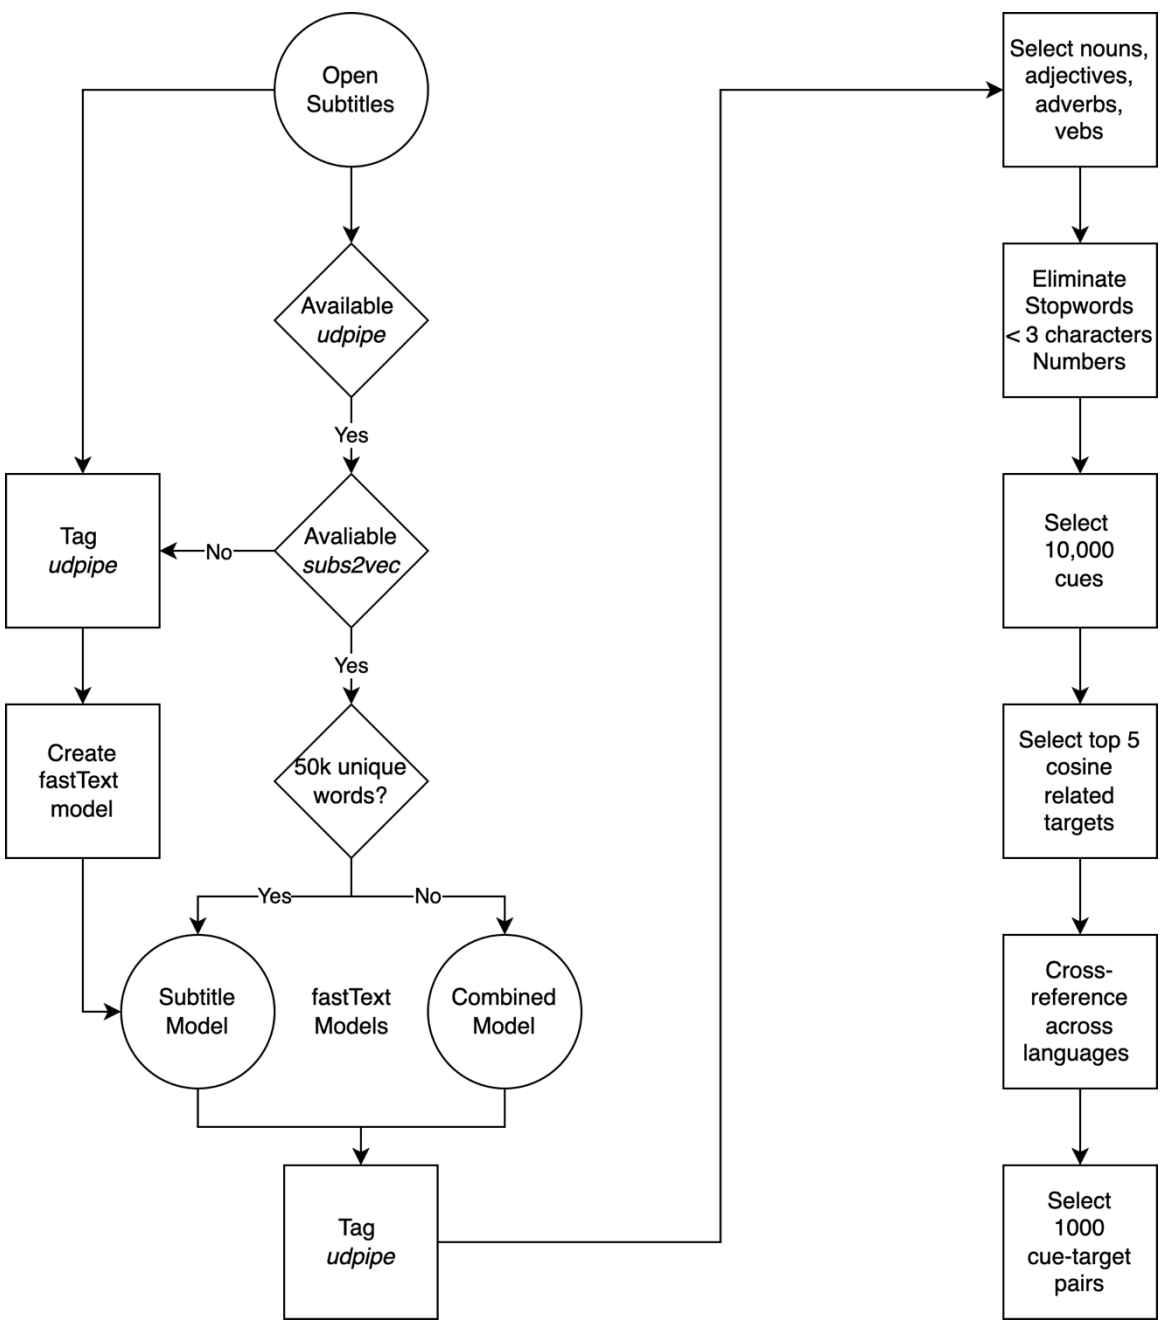 Open
Subtitles
Available
udpipe
Yes
Avaliable
subs2vec
No
Tag
udpipe
Yes
Create
fastText
model
50k unique
words?
Yes
No
Subtitle
Model
fastText
Models
Combined
Model
Tag
udpipe
Select nouns,
adjectives,
adverbs,
vebs
Eliminate
Stopwords
< 3 characters
Numbers
Select
10,000
cues
Select top 5
cosine
related
targets
Cross-
reference
across
languages
Select
1000
cue-target
pairs